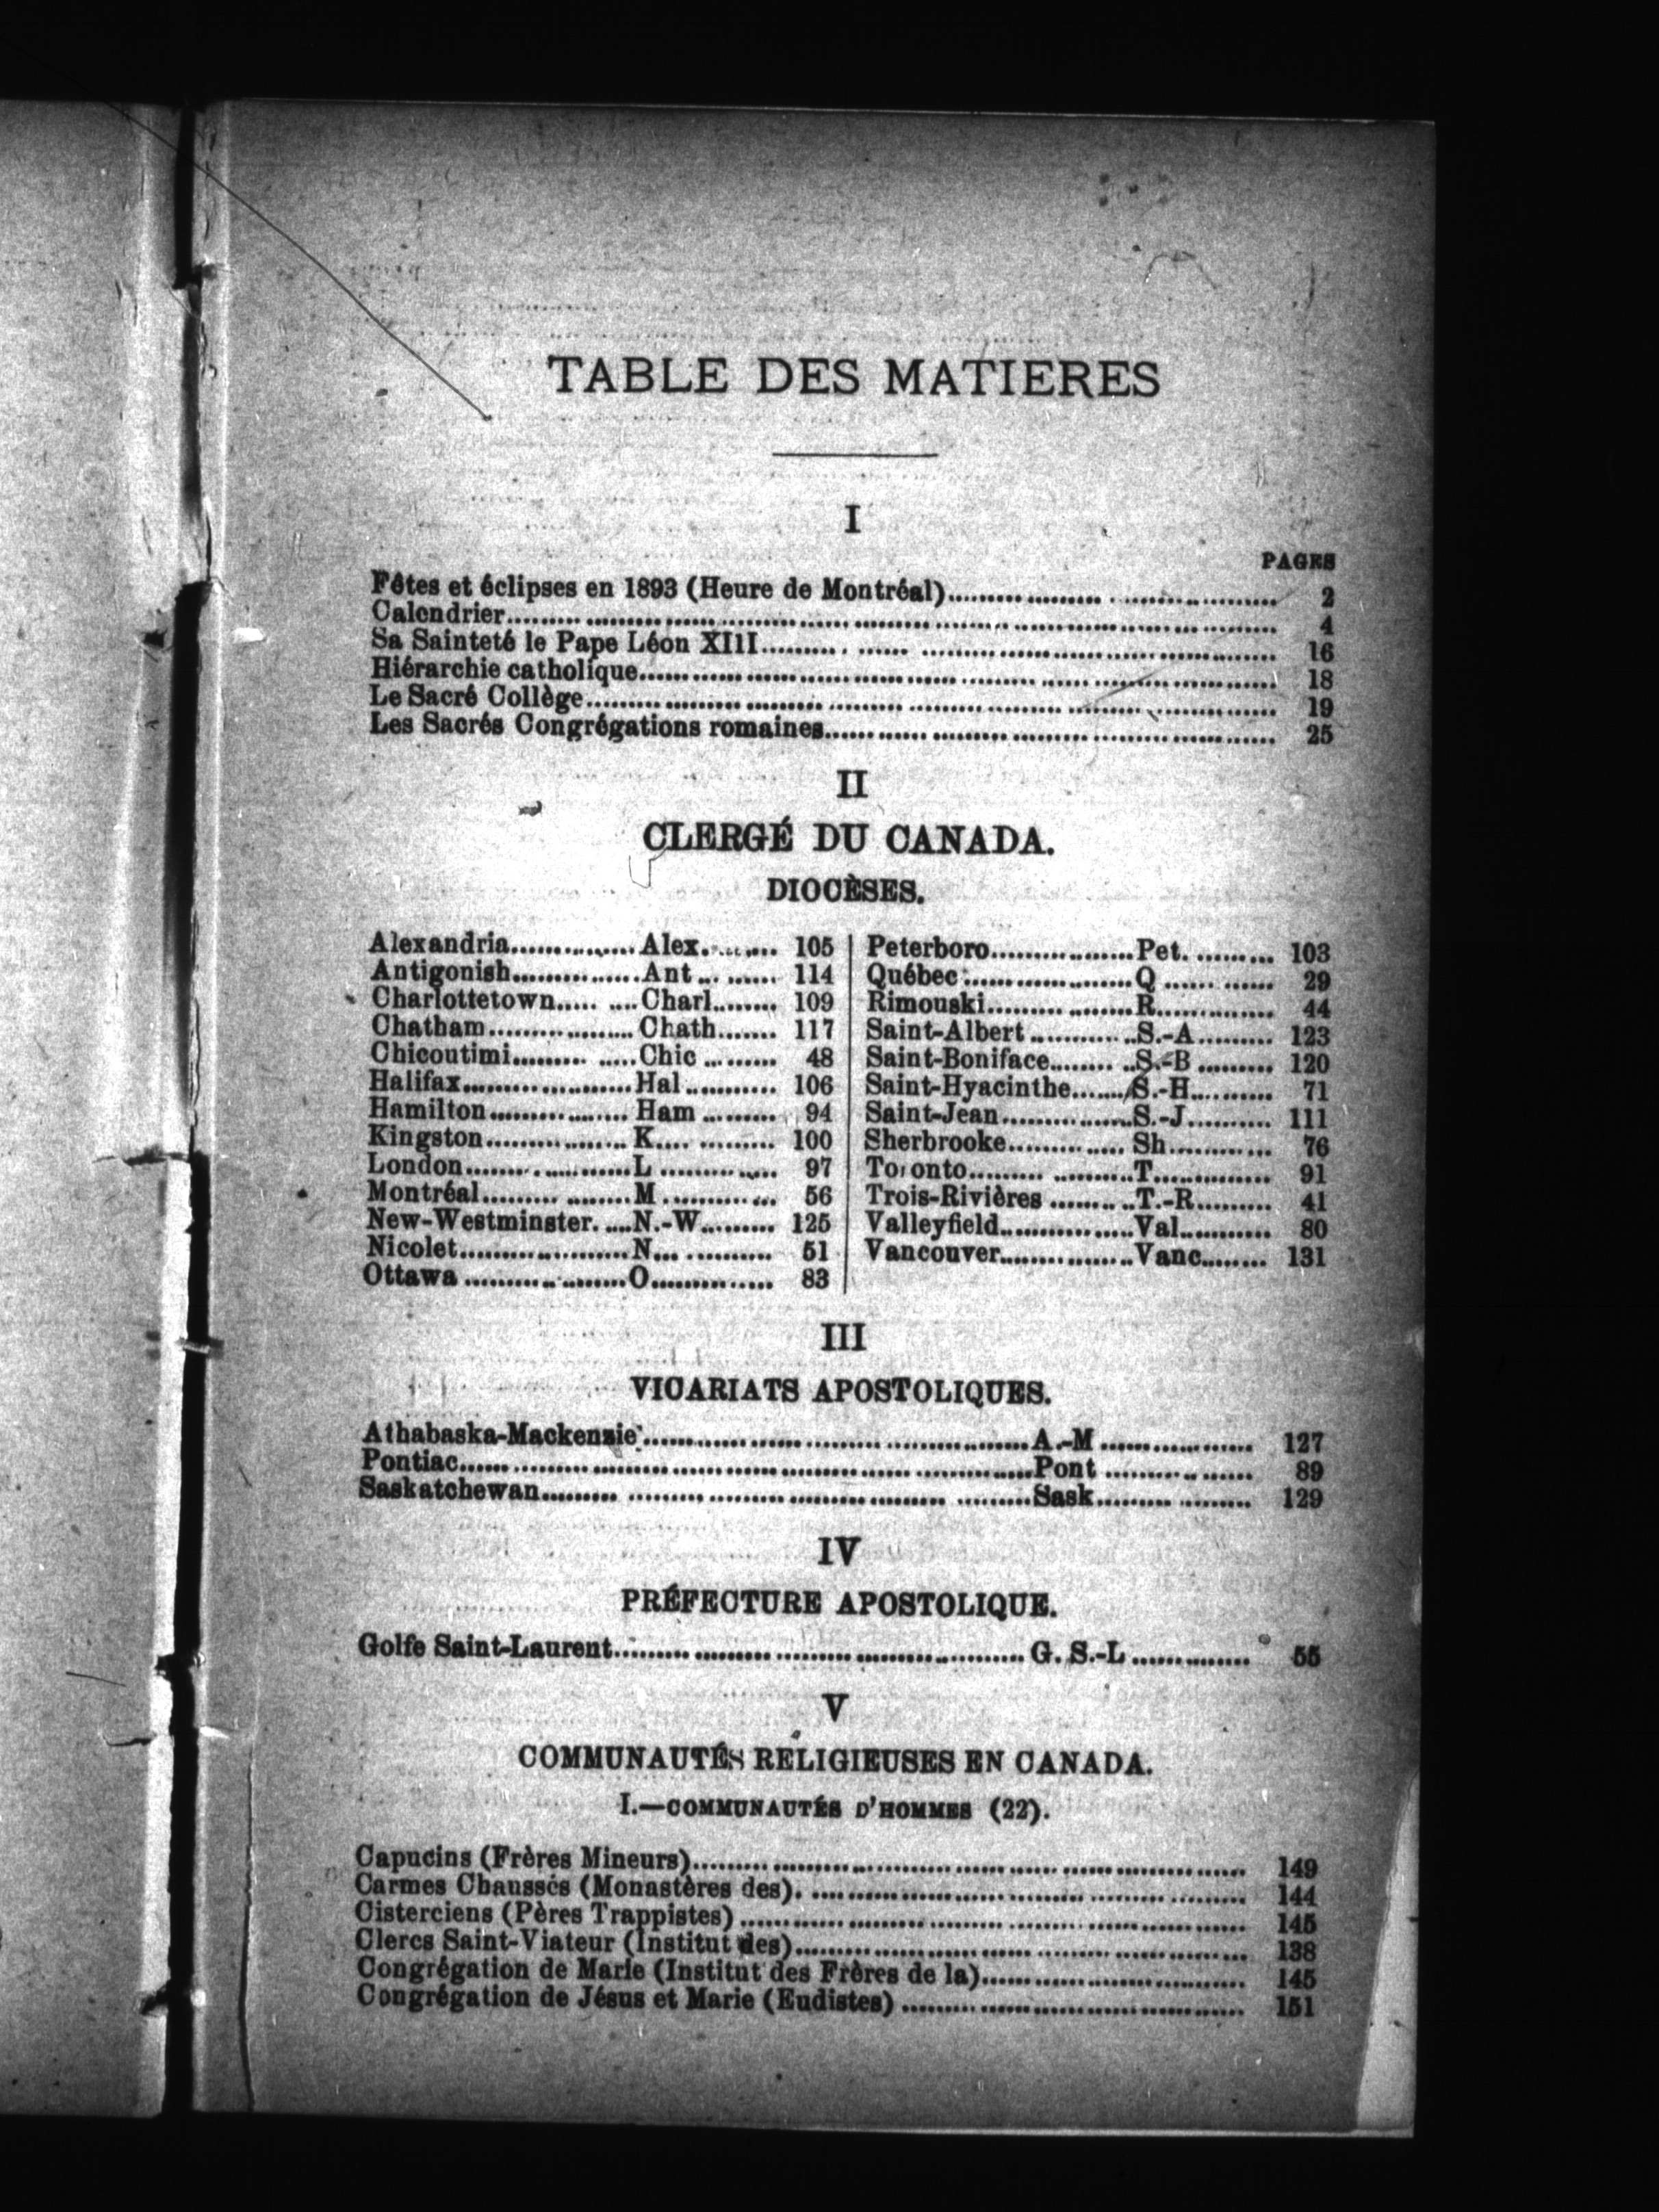 TABLE DES MATIERES
I
PAGES
Fêtes et éclipses en 1893 (Heure de Montréal) 2
Calendrier 4
Sa Sainteté le Pape Léon XIII 16
Hiérarchie catholique 18
Le Sacré Collège 19
Les Sacrés Congrégations romaines 25
II
CLERGÉ DU CANADA.
DIOCÈSES.
Alexandria Alex. 105
Antigonish Ant 114
Charlottetown Charl 109
Chatham Chath 117
Chicoutimi Chic 48
Halifax Hal 106
Hamilton Ham 94
Kingston K 100
London L 97
Montréal M 56
New-Westminster. N.-W 125
Nicolet N 51
Ottawa O 83
Peterboro Pet. 103
Québec Q 29
Rimouski R 44
Saint-Albert S.-A 123
Saint-Boniface S.-B 120
Saint-Hyacinthe S.-H 71
Saint-Jean S.-J 111
Sherbrooke Sh 76
Toronto T 91
Trois-Rivières T.-R 41
Valleyfield Val 80
Vancouver Vanc 131
III
VICARIATS APOSTOLIQUES.
Athabaska-Mackenzie A.-M 127
Pontiac Pont 89
Saskatchewan Sask 129
IV
PRÉFECTURE APOSTOLIQUE.
Golfe Saint-Laurent G. S.-L 55
V
COMMUNAUTÉS RELIGIEUSES EN CANADA.
I.—COMMUNAUTÉS D'HOMMES (22).
Capucins (Frères Mineurs) 149
Carmes Chaussés (Monastères des). 144
Cisterciens (Pères Trappistes) 145
Clercs Saint-Viateur (Institut des) 138
Congrégation de Marie (Institut des Frères de la) 145
Congrégation de Jésus et Marie (Eudistes) 151